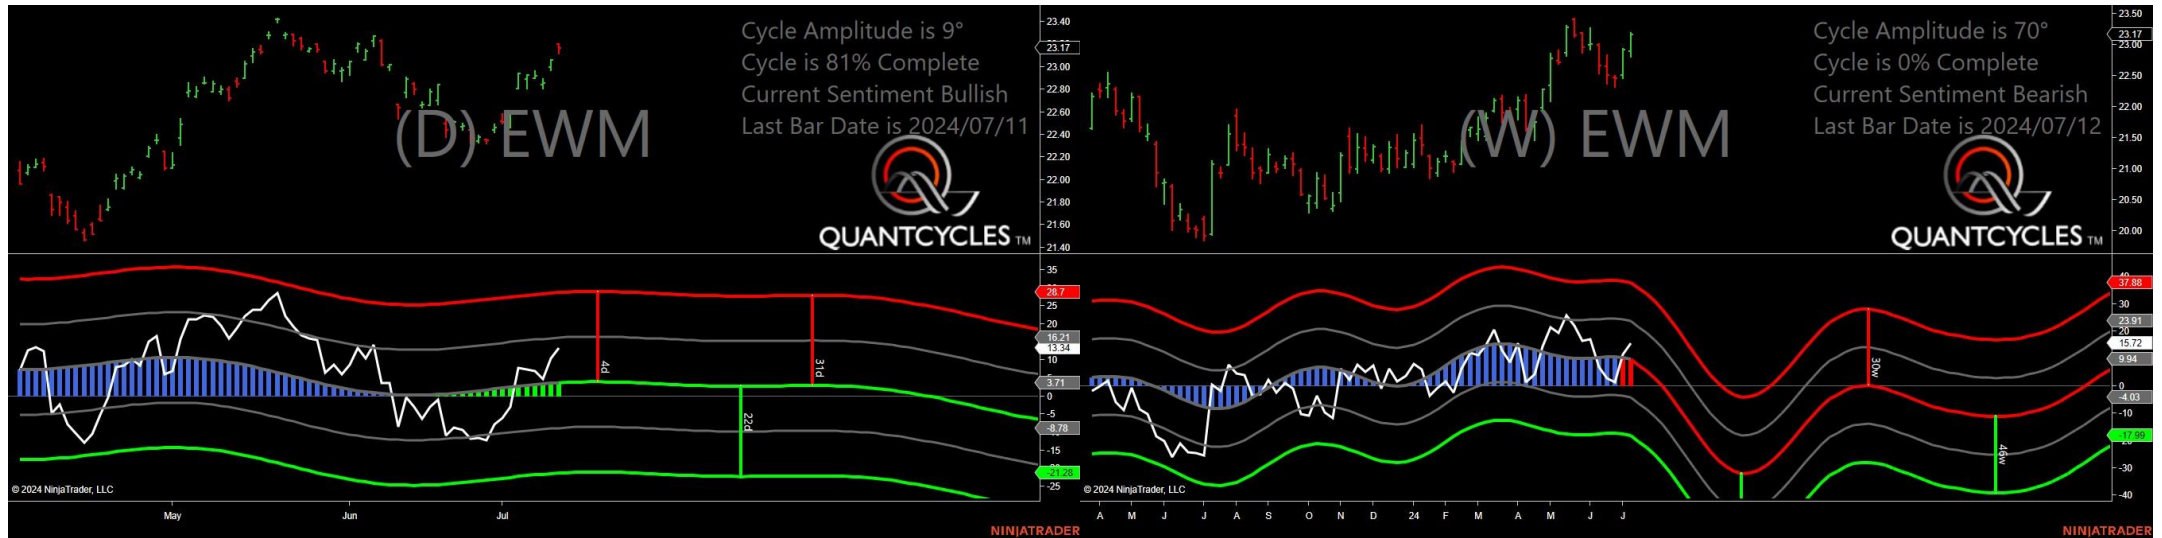 Cycle Amplitude is 9°
Cycle is 81% Complete
Current Sentiment Bullish
Last Bar Date is 2024/07/11
(D) EWM
QUANTCYCLES TM
23.40
23.17
23.00
22.80
22.60
22.40
22.20
22.00
21.80
21.60
21.40
35
28.7
25
20
16.21
13.34
10
3.71
0
-5
-8.78
-15
-21.28
-25
4d
22d
31d
© 2024 NinjaTrader, LLC
May Jun Jul
NINJATRADER
Cycle Amplitude is 70°
Cycle is 0% Complete
Current Sentiment Bearish
Last Bar Date is 2024/07/12
(W) EWM
QUANTCYCLES TM
23.50
23.17
23.00
22.50
22.00
21.50
21.00
20.50
20.00
37.88
30
23.91
20
15.72
9.94
0
-4.03
-10
-17.99
-30
-40
30w
46w
© 2024 NinjaTrader, LLC
A M J J A S O N D 24 F M A M J J
NINJATRADER